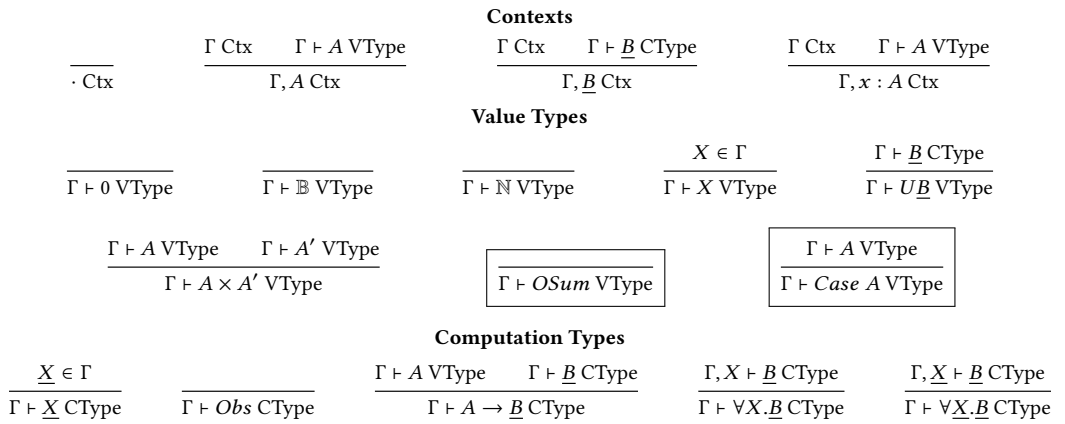 Contexts
Γ Ctx Γ ⊢ A VType Γ Ctx Γ ⊢ B̲ CType Γ Ctx Γ ⊢ A VType
· Ctx Γ, A Ctx Γ, B̲ Ctx Γ, x : A Ctx
Value Types
X ∈ Γ Γ ⊢ B̲ CType
Γ ⊢ 0 VType Γ ⊢ 𝔹 VType Γ ⊢ ℕ VType Γ ⊢ X VType Γ ⊢ UB̲ VType
Γ ⊢ A VType Γ ⊢ A′ VType Γ ⊢ A VType
Γ ⊢ A × A′ VType Γ ⊢ OSum VType Γ ⊢ Case A VType
Computation Types
X̲ ∈ Γ Γ ⊢ A VType Γ ⊢ B̲ CType Γ, X ⊢ B̲ CType Γ, X̲ ⊢ B̲ CType
Γ ⊢ X̲ CType Γ ⊢ Obs CType Γ ⊢ A → B̲ CType Γ ⊢ ∀X.B̲ CType Γ ⊢ ∀X̲.B̲ CType